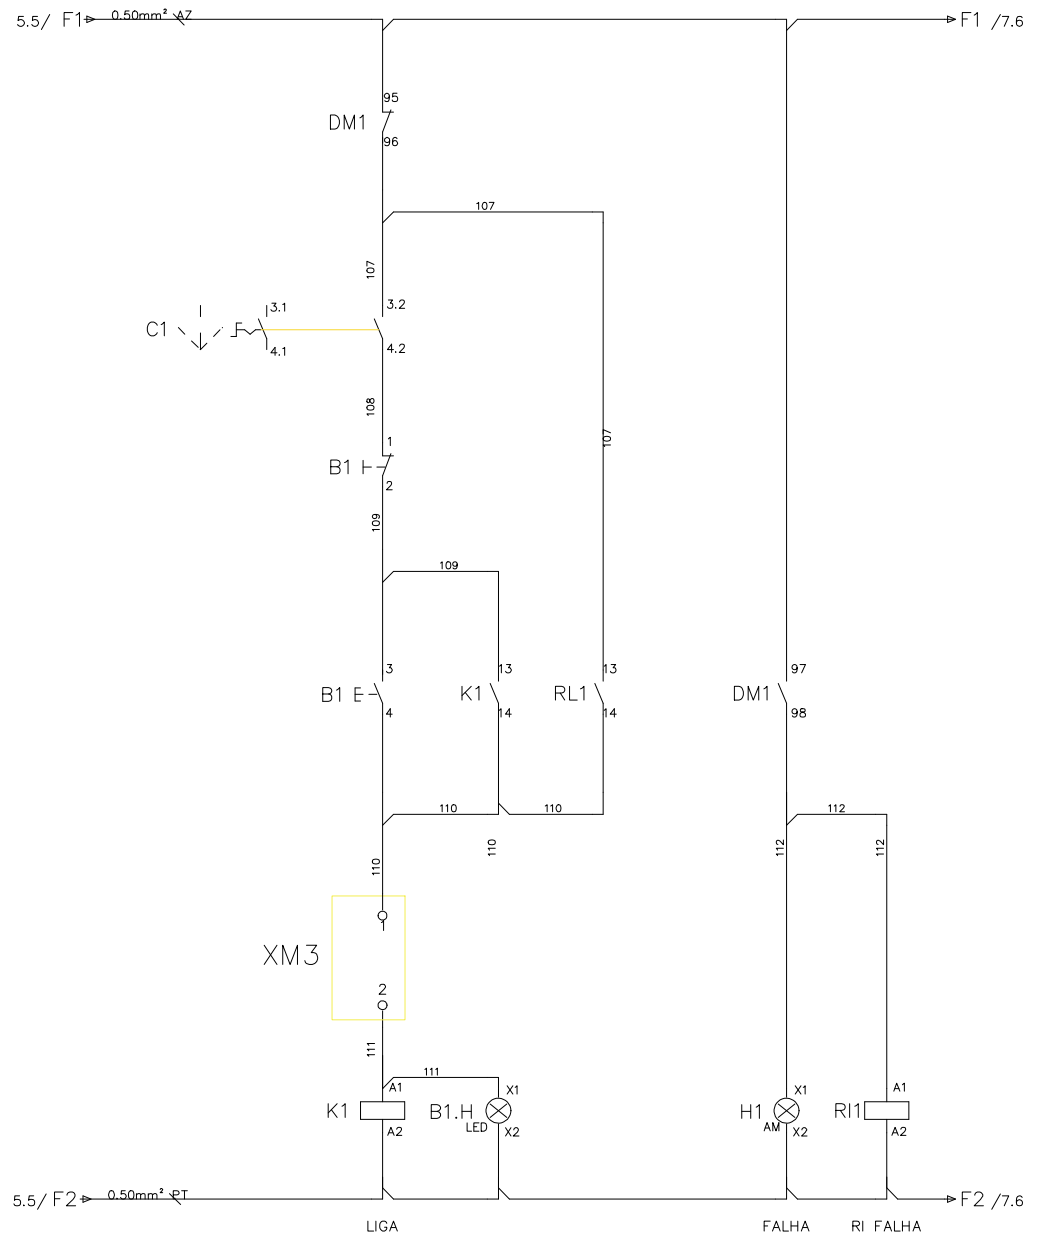 5.5/ F1 0.50mm² AZ F1 /7.6
95
DM1
96
107
107
3.1 3.2
C1
4.1 4.2
108
107
1
B1
2
109
109
3 13 13 97
B1 K1 RL1 DM1
4 14 14 98
110 110 112
110 110 112 112
1
XM3
2
111
111
A1 X1 X1 A1
K1 B1.H H1 RI1
LED AM
A2 X2 X2 A2
5.5/ F2 0.50mm² PT F2 /7.6
LIGA FALHA RI FALHA